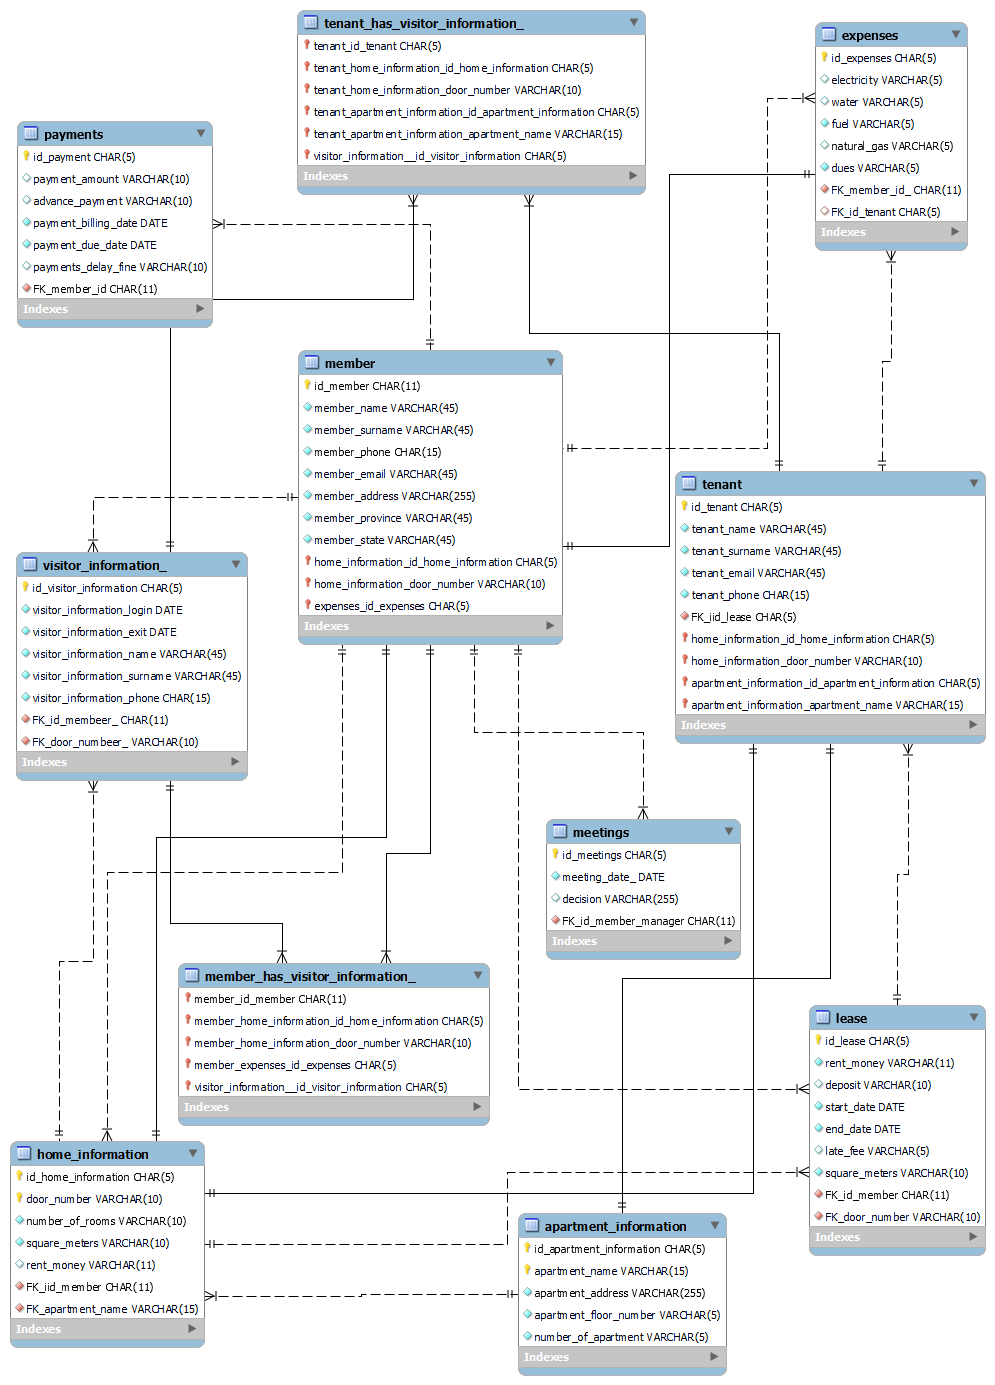 tenant_has_visitor_information_
tenant_id_tenant CHAR(5)
tenant_home_information_id_home_information CHAR(5)
tenant_home_information_door_number VARCHAR(10)
tenant_apartment_information_id_apartment_information CHAR(5)
tenant_apartment_information_apartment_name VARCHAR(15)
visitor_information__id_visitor_information CHAR(5)
Indexes
expenses
id_expenses CHAR(5)
electricity VARCHAR(5)
water VARCHAR(5)
fuel VARCHAR(5)
natural_gas VARCHAR(5)
dues VARCHAR(5)
FK_member_id_ CHAR(11)
FK_id_tenant CHAR(5)
Indexes
payments
id_payment CHAR(5)
payment_amount VARCHAR(10)
advance_payment VARCHAR(10)
payment_billing_date DATE
payment_due_date DATE
payments_delay_fine VARCHAR(10)
FK_member_id CHAR(11)
Indexes
member
id_member CHAR(11)
member_name VARCHAR(45)
member_surname VARCHAR(45)
member_phone CHAR(15)
member_email VARCHAR(45)
member_address VARCHAR(255)
member_province VARCHAR(45)
member_state VARCHAR(45)
home_information_id_home_information CHAR(5)
home_information_door_number VARCHAR(10)
expenses_id_expenses CHAR(5)
Indexes
tenant
id_tenant CHAR(5)
tenant_name VARCHAR(45)
tenant_surname VARCHAR(45)
tenant_email VARCHAR(45)
tenant_phone CHAR(15)
FK_iid_lease CHAR(5)
home_information_id_home_information CHAR(5)
home_information_door_number VARCHAR(10)
apartment_information_id_apartment_information CHAR(5)
apartment_information_apartment_name VARCHAR(15)
Indexes
visitor_information_
id_visitor_information CHAR(5)
visitor_information_login DATE
visitor_information_exit DATE
visitor_information_name VARCHAR(45)
visitor_information_surname VARCHAR(45)
visitor_information_phone CHAR(15)
FK_id_membeer_ CHAR(11)
FK_door_numbeer_ VARCHAR(10)
Indexes
meetings
id_meetings CHAR(5)
meeting_date_ DATE
decision VARCHAR(255)
FK_id_member_manager CHAR(11)
Indexes
member_has_visitor_information_
member_id_member CHAR(11)
member_home_information_id_home_information CHAR(5)
member_home_information_door_number VARCHAR(10)
member_expenses_id_expenses CHAR(5)
visitor_information__id_visitor_information CHAR(5)
Indexes
lease
id_lease CHAR(5)
rent_money VARCHAR(11)
deposit VARCHAR(10)
start_date DATE
end_date DATE
late_fee VARCHAR(5)
square_meters VARCHAR(10)
FK_id_member CHAR(11)
FK_door_number VARCHAR(10)
Indexes
home_information
id_home_information CHAR(5)
door_number VARCHAR(10)
number_of_rooms VARCHAR(10)
square_meters VARCHAR(10)
rent_money VARCHAR(11)
FK_iid_member CHAR(11)
FK_apartment_name VARCHAR(15)
Indexes
apartment_information
id_apartment_information CHAR(5)
apartment_name VARCHAR(15)
apartment_address VARCHAR(255)
apartment_floor_number VARCHAR(5)
number_of_apartment VARCHAR(5)
Indexes